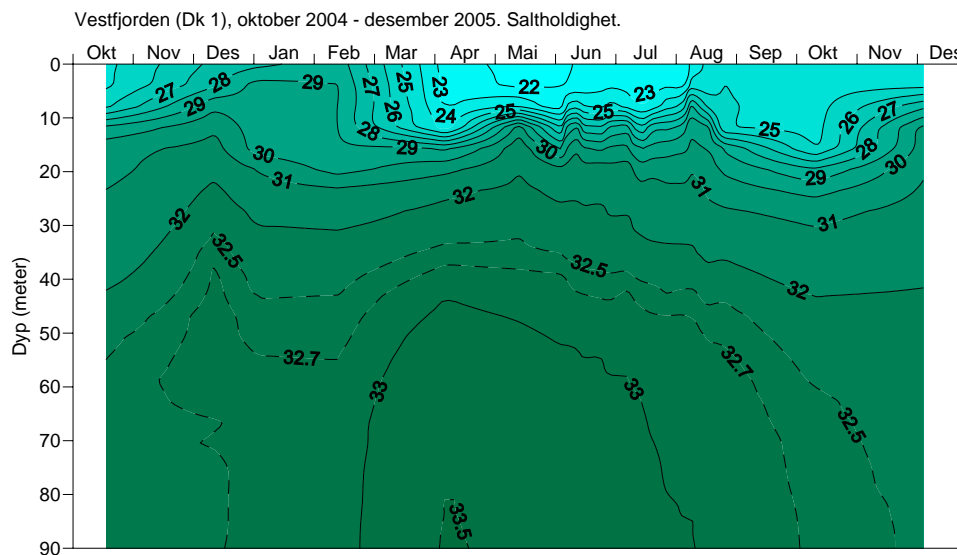 Vestfjorden (Dk 1), oktober 2004 - desember 2005. Saltholdighet.
Okt Nov Des Jan Feb Mar Apr Mai Jun Jul Aug Sep Okt Nov Des
0
10
20
30
40
50
60
70
80
90
Dyp (meter)
27 28 29 29 27 25 23 22 23
26 24 25 25 25 26 27
28 29 30 29 28 30
30 31 31 31
32 32 32
32.5 32.5
32.7 32.7
33 33 32.5
33.5